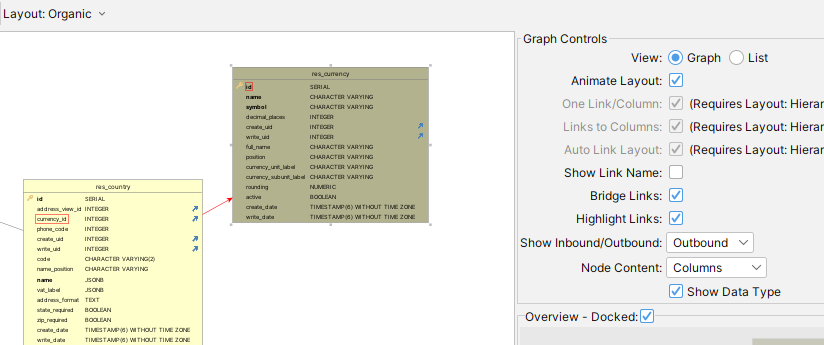 Layout: Organic
res_currency
id SERIAL
name CHARACTER VARYING
symbol CHARACTER VARYING
decimal_places INTEGER
create_uid INTEGER
write_uid INTEGER
full_name CHARACTER VARYING
position CHARACTER VARYING
currency_unit_label CHARACTER VARYING
currency_subunit_label CHARACTER VARYING
rounding NUMERIC
active BOOLEAN
create_date TIMESTAMP(6) WITHOUT TIME ZONE
write_date TIMESTAMP(6) WITHOUT TIME ZONE
res_country
id SERIAL
address_view_id INTEGER
currency_id INTEGER
phone_code INTEGER
create_uid INTEGER
write_uid INTEGER
code CHARACTER VARYING(2)
name_position CHARACTER VARYING
name JSONB
vat_label JSONB
address_format TEXT
state_required BOOLEAN
zip_required BOOLEAN
create_date TIMESTAMP(6) WITHOUT TIME ZONE
write_date TIMESTAMP(6) WITHOUT TIME ZONE
Graph Controls
View: Graph List
Animate Layout:
One Link/Column: (Requires Layout: Hierar
Links to Columns: (Requires Layout: Hierar
Auto Link Layout: (Requires Layout: Hierar
Show Link Name:
Bridge Links:
Highlight Links:
Show Inbound/Outbound: Outbound
Node Content: Columns
Show Data Type
Overview - Docked: